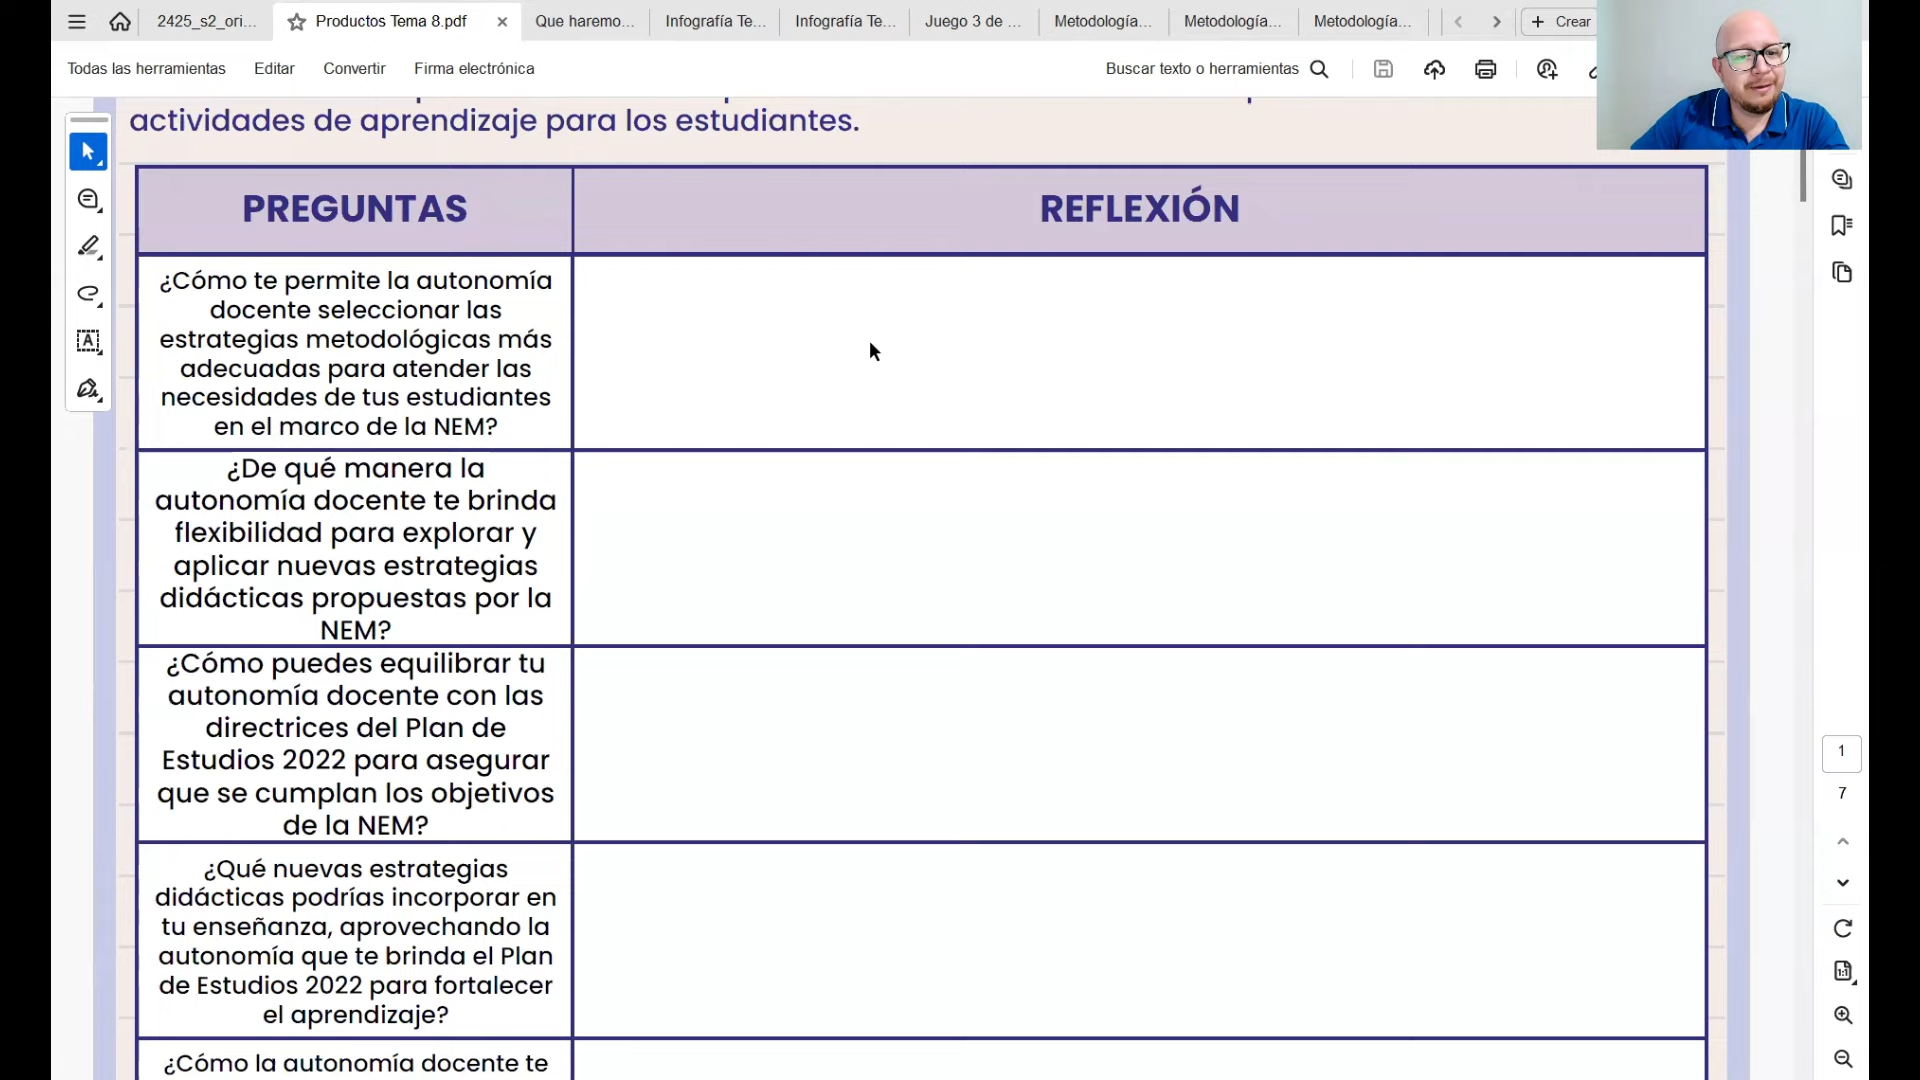 2425_s2_ori...
Productos Tema 8.pdf
Que haremo...
Infografía Te...
Infografía Te...
Juego 3 de ...
Metodología...
Metodología...
Metodología...
Crear
Todas las herramientas
Editar
Convertir
Firma electrónica
Buscar texto o herramientas
actividades de aprendizaje para los estudiantes.
PREGUNTAS
REFLEXIÓN
¿Cómo te permite la autonomía
docente seleccionar las
estrategias metodológicas más
adecuadas para atender las
necesidades de tus estudiantes
en el marco de la NEM?
¿De qué manera la
autonomía docente te brinda
flexibilidad para explorar y
aplicar nuevas estrategias
didácticas propuestas por la
NEM?
¿Cómo puedes equilibrar tu
autonomía docente con las
directrices del Plan de
Estudios 2022 para asegurar
que se cumplan los objetivos
de la NEM?
¿Qué nuevas estrategias
didácticas podrías incorporar en
tu enseñanza, aprovechando la
autonomía que te brinda el Plan
de Estudios 2022 para fortalecer
el aprendizaje?
¿Cómo la autonomía docente te
1
7